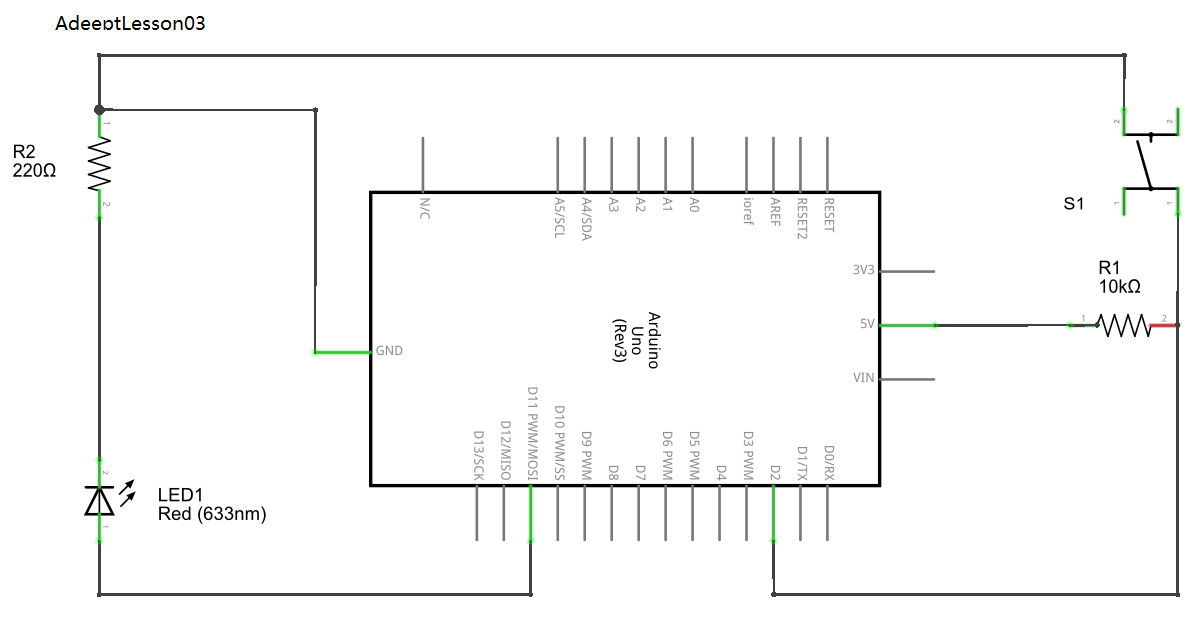 AdeeptLesson03
R2
220Ω
1
2
N/C
A5/SCL
A4/SDA
A3
A2
A1
A0
ioref
AREF
RESET2
RESET
2
2
1
1
S1
3V3
5V
VIN
GND
Arduino
Uno
(Rev3)
R1
10kΩ
1
2
D13/SCK
D12/MISO
D11 PWM/MOSI
D10 PWM/SS
D9 PWM
D8
D7
D6 PWM
D5 PWM
D4
D3 PWM
D2
D1/TX
D0/RX
2
1
LED1
Red (633nm)